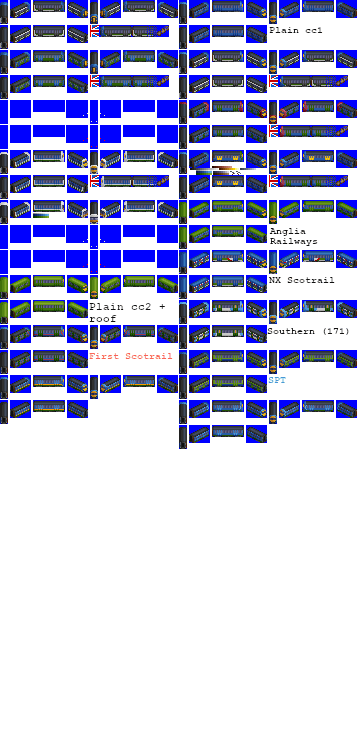 Plain cc1
Anglia
Railways
NX Scotrail
Plain cc2 +
roof
Southern (171)
First Scotrail
SPT